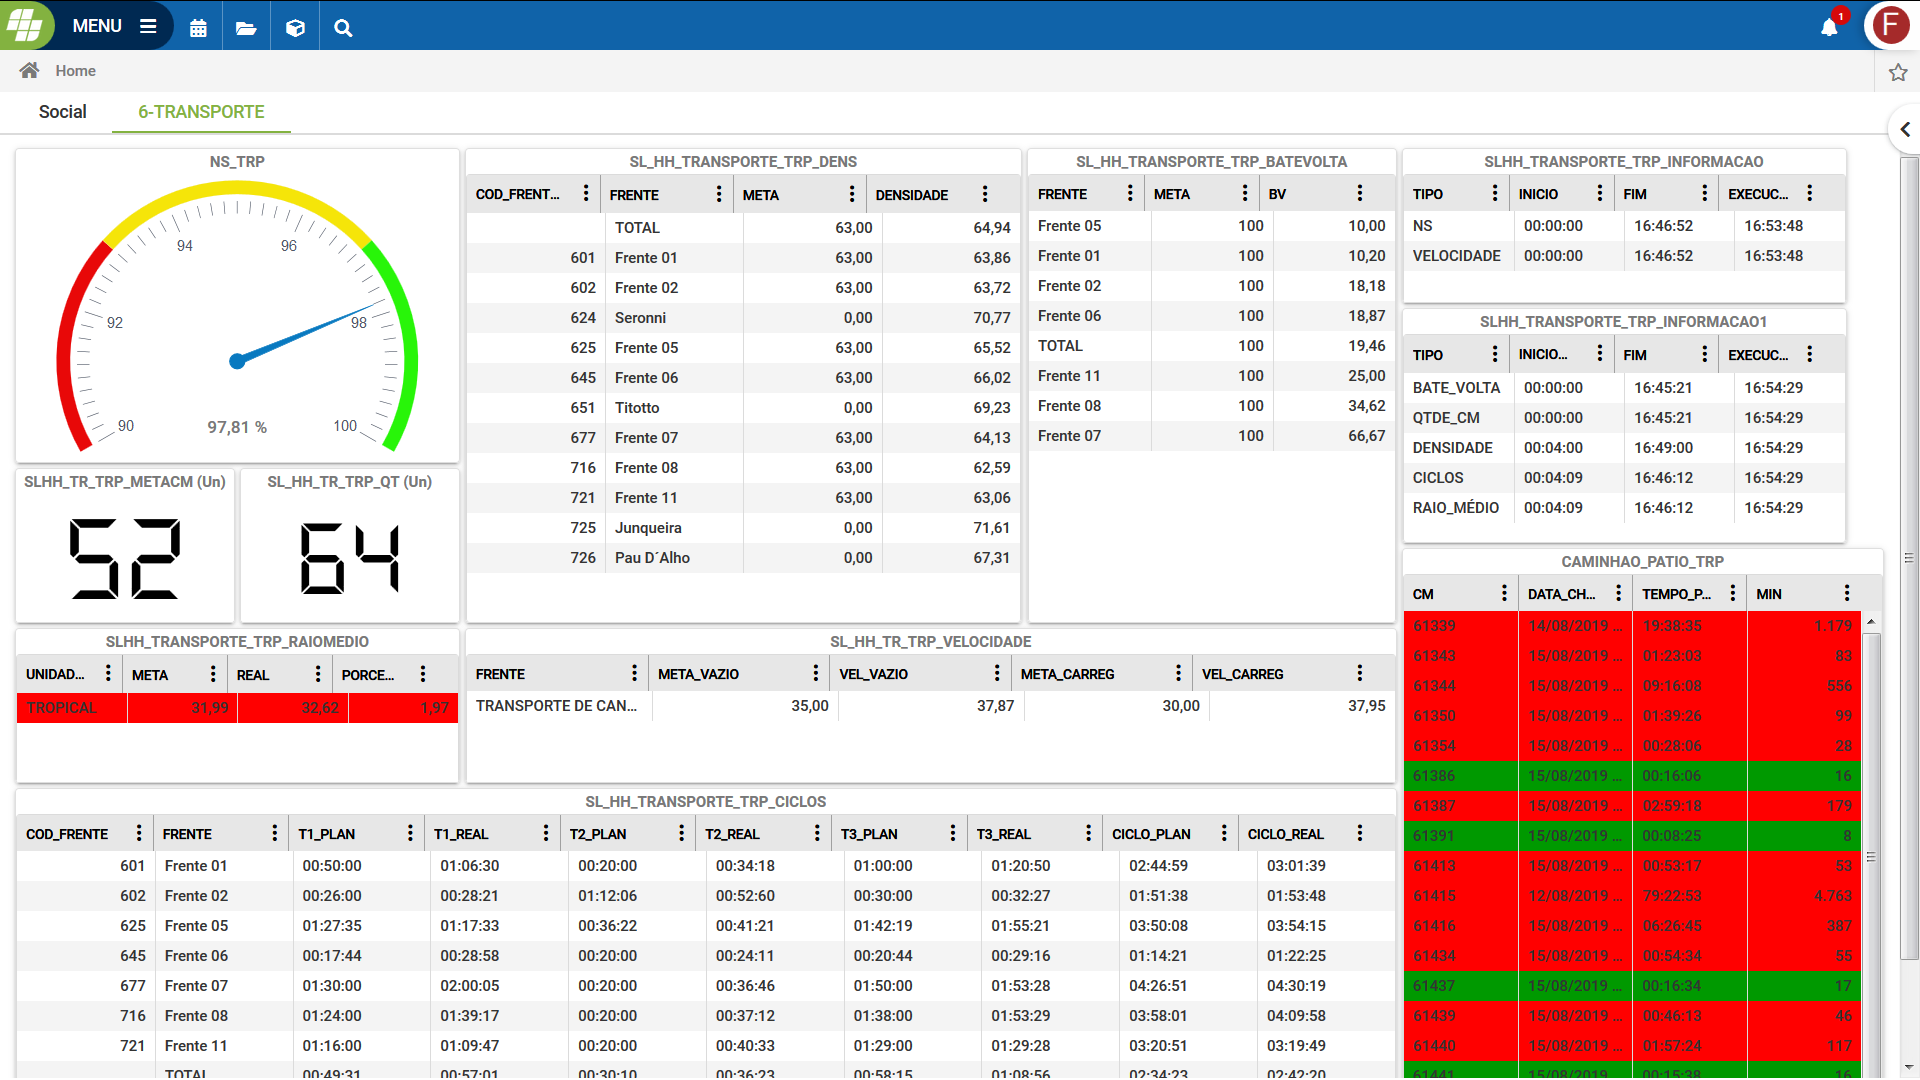 MENU
1
F
Home
Social
6-TRANSPORTE
NS_TRP
90
92
94
96
98
100
97,81 %
SLHH_TR_TRP_METACM (Un)
52
SL_HH_TR_TRP_QT (Un)
64
SL_HH_TRANSPORTE_TRP_DENS
COD_FRENT... FRENTE META DENSIDADE
TOTAL 63,00 64,94
601 Frente 01 63,00 63,86
602 Frente 02 63,00 63,72
624 Seronni 0,00 70,77
625 Frente 05 63,00 65,52
645 Frente 06 63,00 66,02
651 Titotto 0,00 69,23
677 Frente 07 63,00 64,13
716 Frente 08 63,00 62,59
721 Frente 11 63,00 63,06
725 Junqueira 0,00 71,61
726 Pau D´Alho 0,00 67,31
SL_HH_TRANSPORTE_TRP_BATEVOLTA
FRENTE META BV
Frente 05 100 10,00
Frente 01 100 10,20
Frente 02 100 18,18
Frente 06 100 18,87
TOTAL 100 19,46
Frente 11 100 25,00
Frente 08 100 34,62
Frente 07 100 66,67
SLHH_TRANSPORTE_TRP_INFORMACAO
TIPO INICIO FIM EXECUC...
NS 00:00:00 16:46:52 16:53:48
VELOCIDADE 00:00:00 16:46:52 16:53:48
SLHH_TRANSPORTE_TRP_INFORMACAO1
TIPO INICIO... FIM EXECUC...
BATE_VOLTA 00:00:00 16:45:21 16:54:29
QTDE_CM 00:00:00 16:45:21 16:54:29
DENSIDADE 00:04:00 16:49:00 16:54:29
CICLOS 00:04:09 16:46:12 16:54:29
RAIO_MÉDIO 00:04:09 16:46:12 16:54:29
SLHH_TRANSPORTE_TRP_RAIOMEDIO
UNIDAD... META REAL PORCE...
TROPICAL 31,99 32,62 1,97
SL_HH_TR_TRP_VELOCIDADE
FRENTE META_VAZIO VEL_VAZIO META_CARREG VEL_CARREG
TRANSPORTE DE CAN... 35,00 37,87 30,00 37,95
CAMINHAO_PATIO_TRP
CM DATA_CH... TEMPO_P... MIN
61339 14/08/2019 ... 19:38:35 1.179
61343 15/08/2019 ... 01:23:03 83
61344 15/08/2019 ... 09:16:08 556
61350 15/08/2019 ... 01:39:26 99
61354 15/08/2019 ... 00:28:06 28
61386 15/08/2019 ... 00:16:06 16
61387 15/08/2019 ... 02:59:18 179
61391 15/08/2019 ... 00:08:25 8
61413 15/08/2019 ... 00:53:17 53
61415 12/08/2019 ... 79:22:53 4.763
61416 15/08/2019 ... 06:26:45 387
61434 15/08/2019 ... 00:54:34 55
61437 15/08/2019 ... 00:16:34 17
61439 15/08/2019 ... 00:46:13 46
61440 15/08/2019 ... 01:57:24 117
61441 15/08/2019 ... 00:15:38 16
SL_HH_TRANSPORTE_TRP_CICLOS
COD_FRENTE FRENTE T1_PLAN T1_REAL T2_PLAN T2_REAL T3_PLAN T3_REAL CICLO_PLAN CICLO_REAL
601 Frente 01 00:50:00 01:06:30 00:20:00 00:34:18 01:00:00 01:20:50 02:44:59 03:01:39
602 Frente 02 00:26:00 00:28:21 01:12:06 00:52:60 00:30:00 00:32:27 01:51:38 01:53:48
625 Frente 05 01:27:35 01:17:33 00:36:22 00:41:21 01:42:19 01:55:21 03:50:08 03:54:15
645 Frente 06 00:17:44 00:28:58 00:20:00 00:24:11 00:20:44 00:29:16 01:14:21 01:22:25
677 Frente 07 01:30:00 02:00:05 00:20:00 00:36:46 01:50:00 01:53:28 04:26:51 04:30:19
716 Frente 08 01:24:00 01:39:17 00:20:00 00:37:12 01:38:00 01:53:29 03:58:01 04:09:58
721 Frente 11 01:16:00 01:09:47 00:20:00 00:40:33 01:29:00 01:29:28 03:20:51 03:19:49
TOTAL 00:49:31 00:57:01 00:30:10 00:36:23 00:58:15 01:08:56 02:34:23 02:42:20